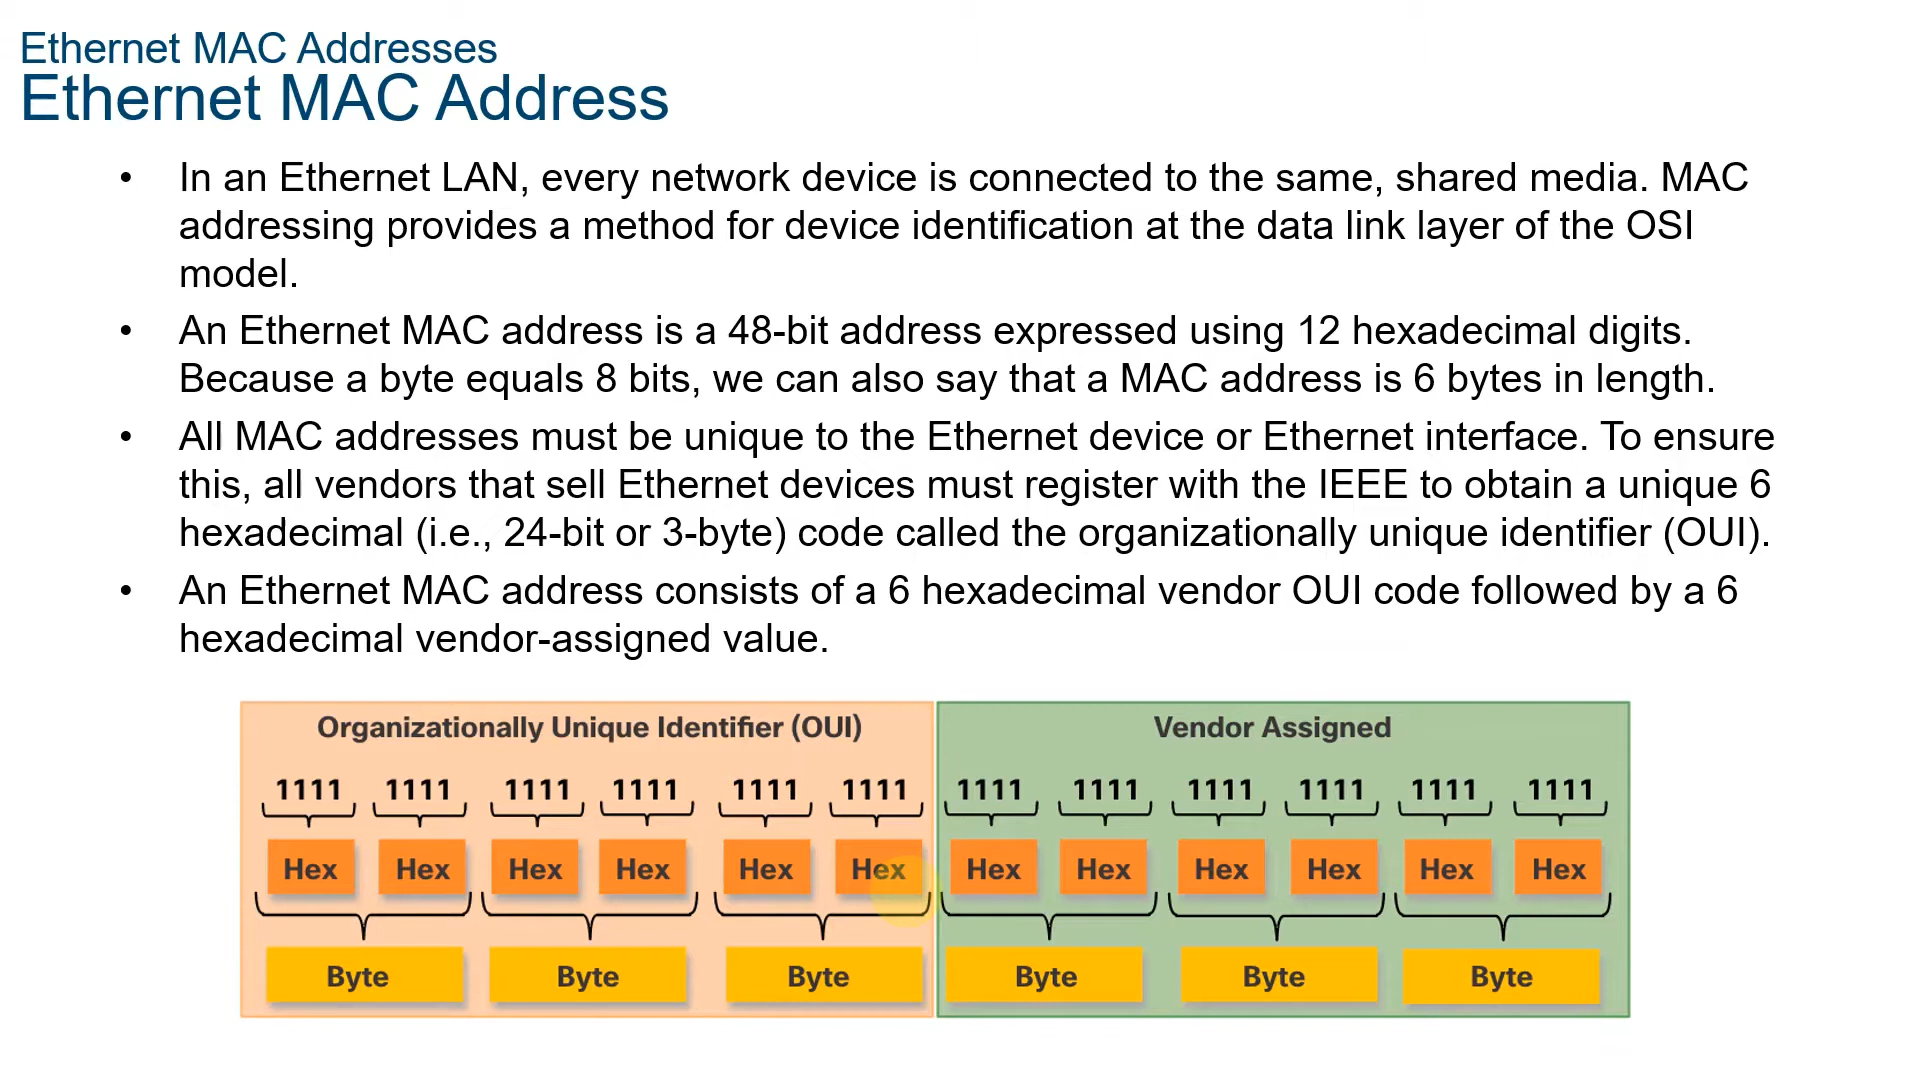 Ethernet MAC Addresses
Ethernet MAC Address
• In an Ethernet LAN, every network device is connected to the same, shared media. MAC
addressing provides a method for device identification at the data link layer of the OSI
model.
• An Ethernet MAC address is a 48-bit address expressed using 12 hexadecimal digits.
Because a byte equals 8 bits, we can also say that a MAC address is 6 bytes in length.
• All MAC addresses must be unique to the Ethernet device or Ethernet interface. To ensure
this, all vendors that sell Ethernet devices must register with the IEEE to obtain a unique 6
hexadecimal (i.e., 24-bit or 3-byte) code called the organizationally unique identifier (OUI).
• An Ethernet MAC address consists of a 6 hexadecimal vendor OUI code followed by a 6
hexadecimal vendor-assigned value.
Organizationally Unique Identifier (OUI) Vendor Assigned
1111 1111 1111 1111 1111 1111 1111 1111 1111 1111 1111 1111
Hex Hex Hex Hex Hex Hex Hex Hex Hex Hex Hex Hex
Byte Byte Byte Byte Byte Byte